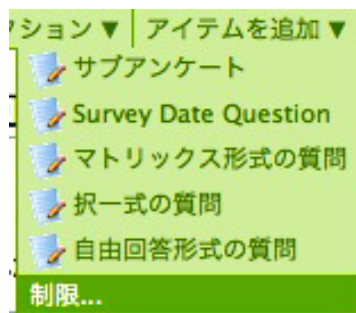 クション▼ アイテムを追加▼
サブアンケート
Survey Date Question
マトリックス形式の質問
択一式の質問
自由回答形式の質問
制限...